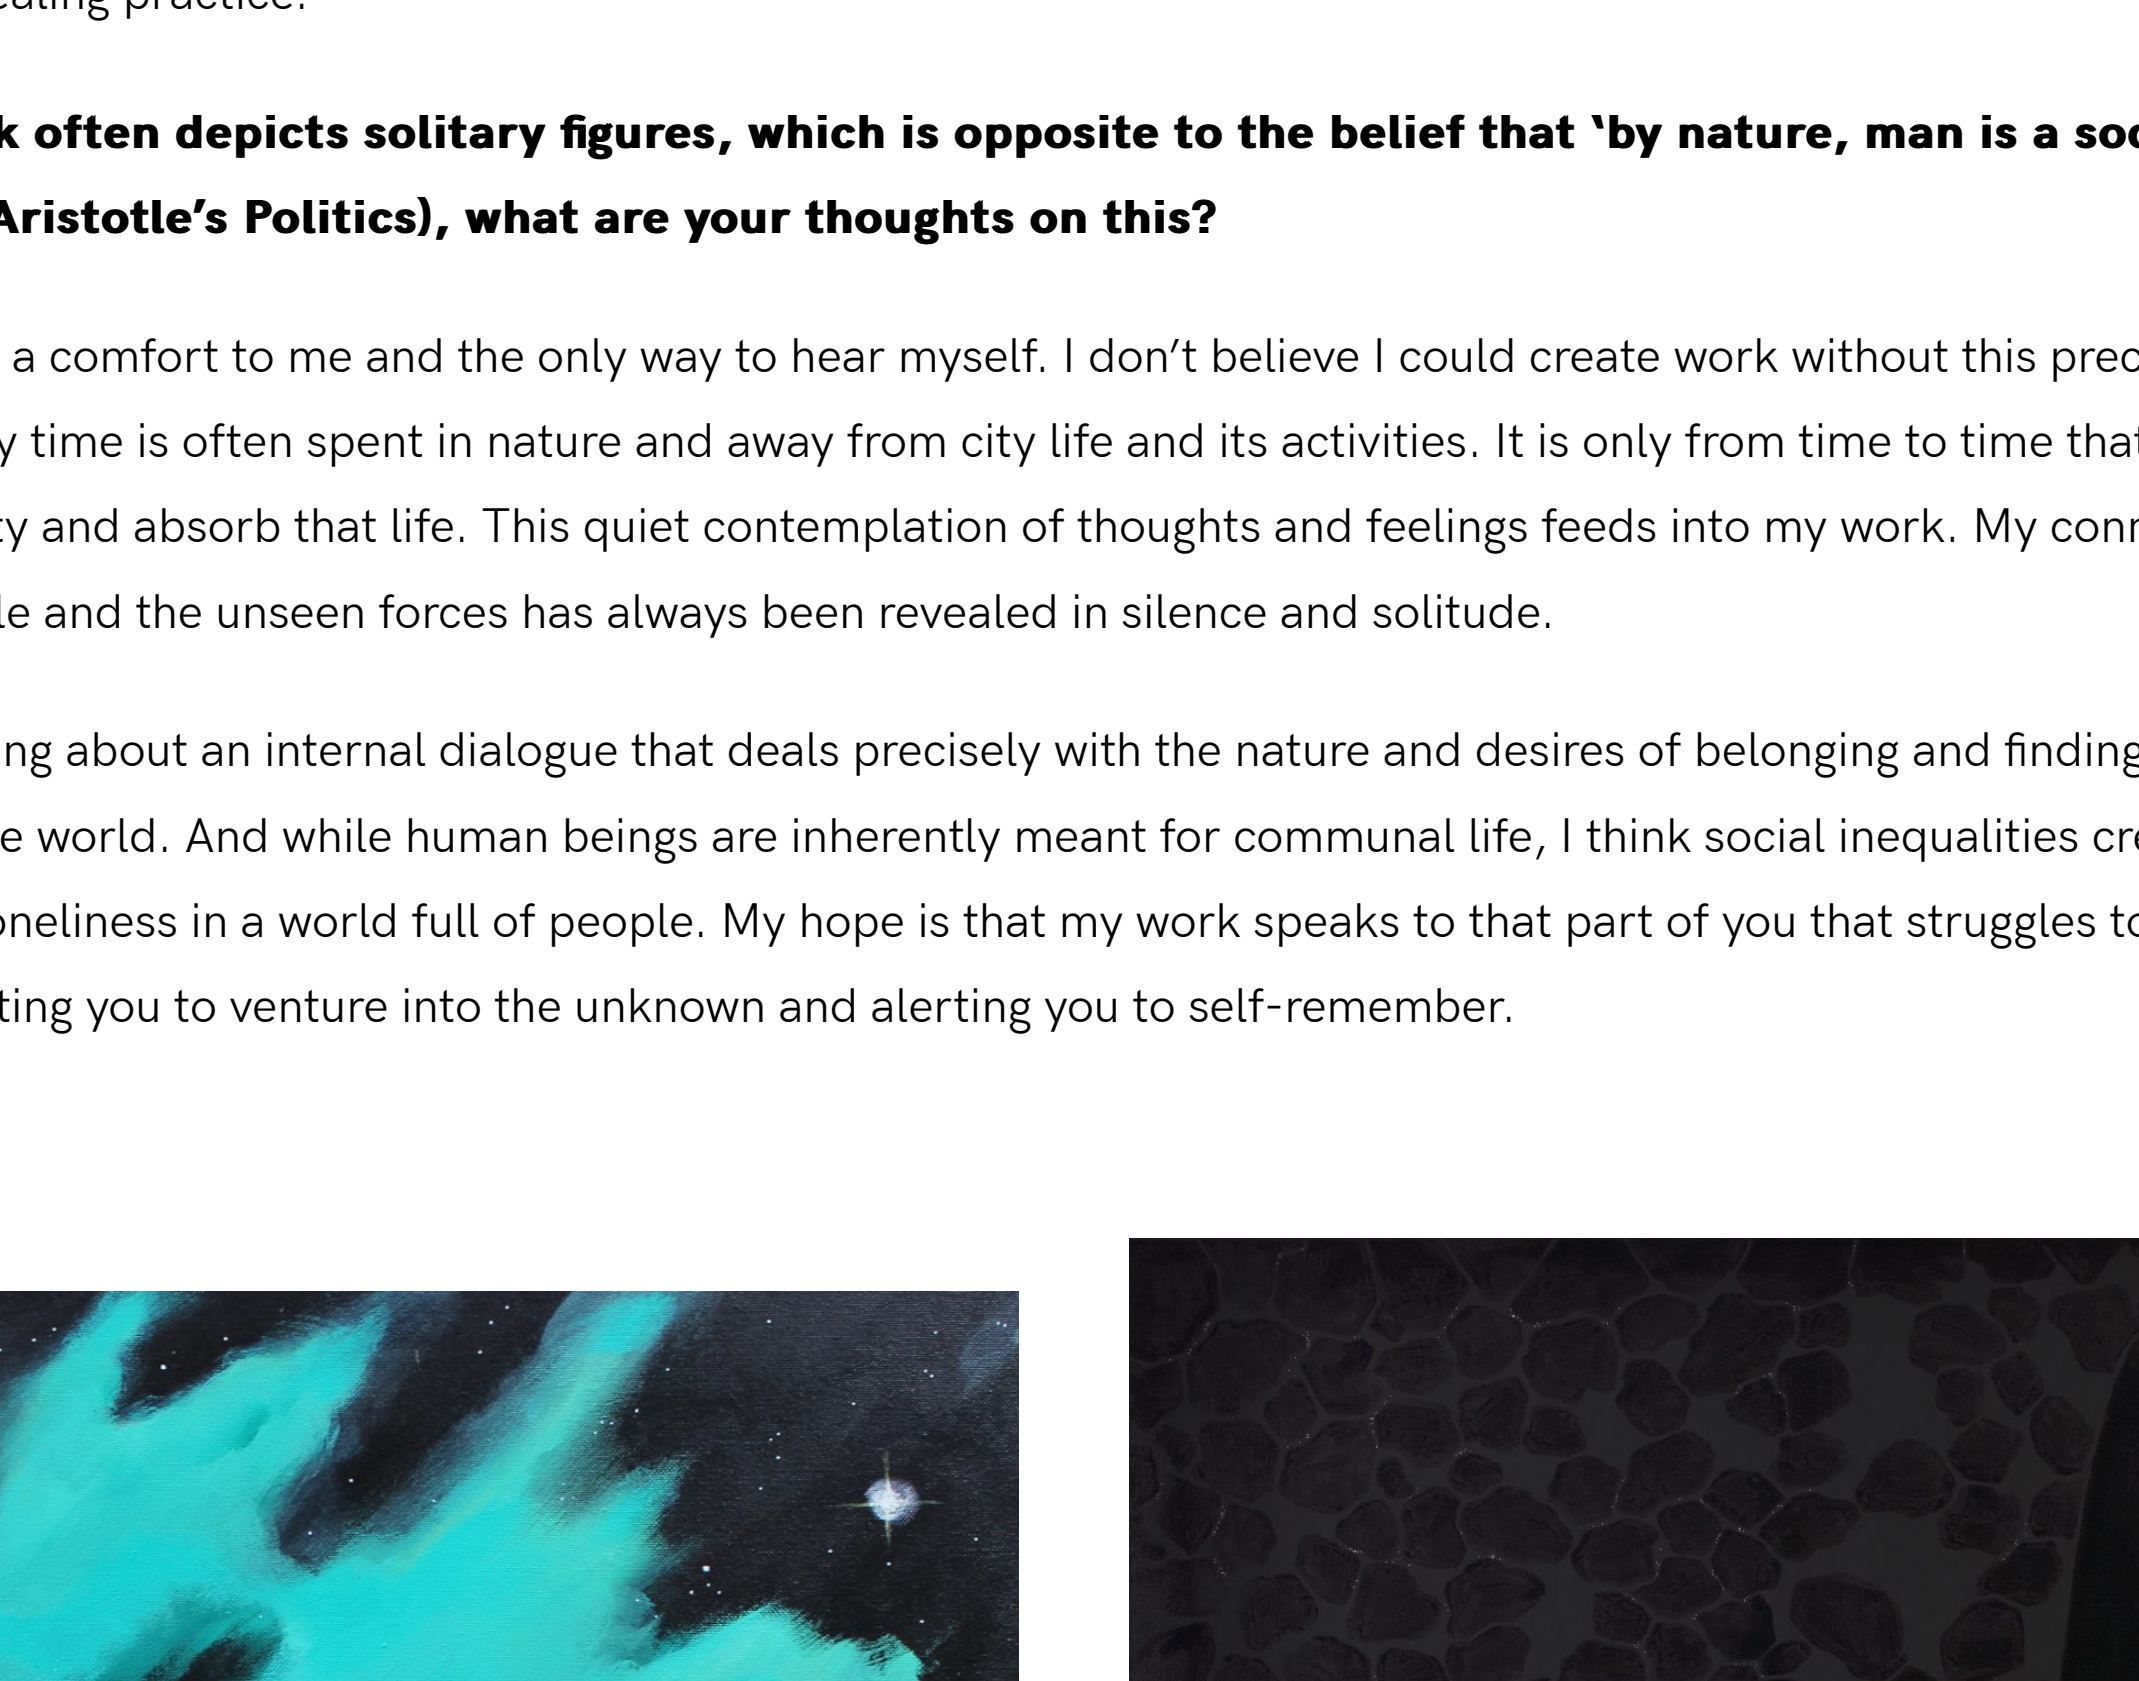 ealing practice.
k often depicts solitary figures, which is opposite to the belief that ‘by nature, man is a soc
Aristotle’s Politics), what are your thoughts on this?
a comfort to me and the only way to hear myself. I don’t believe I could create work without this prec
y time is often spent in nature and away from city life and its activities. It is only from time to time that
ty and absorb that life. This quiet contemplation of thoughts and feelings feeds into my work. My conn
le and the unseen forces has always been revealed in silence and solitude.
ng about an internal dialogue that deals precisely with the nature and desires of belonging and finding
e world. And while human beings are inherently meant for communal life, I think social inequalities cre
oneliness in a world full of people. My hope is that my work speaks to that part of you that struggles to
ting you to venture into the unknown and alerting you to self-remember.